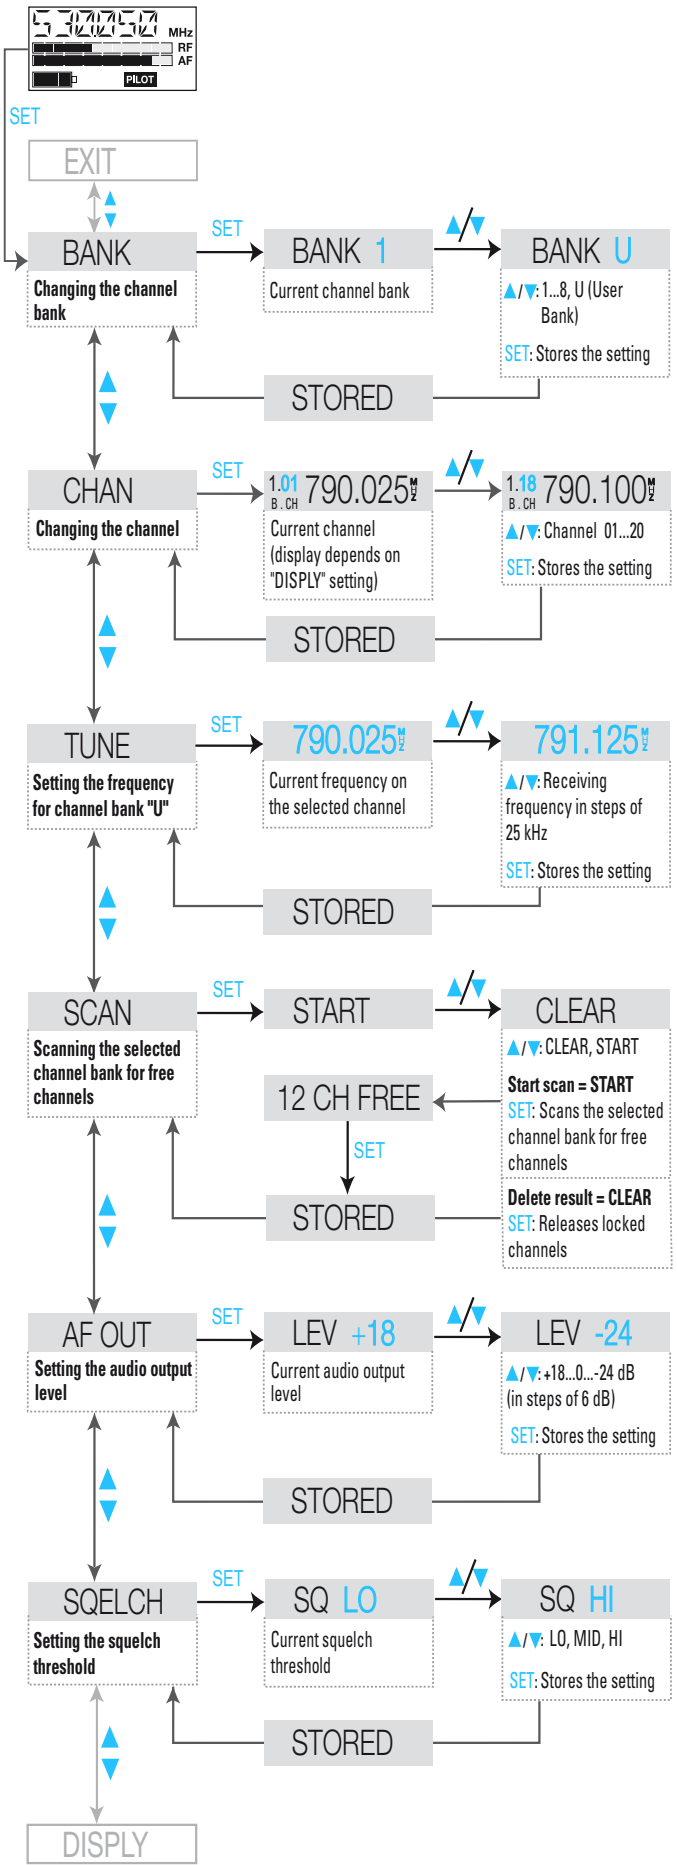 530.050 MHz
RF
AF
PILOT
SET
EXIT
BANK
Changing the channel
bank
SET
BANK 1
Current channel bank
BANK U
▲/▼: 1...8, U (User
Bank)
SET: Stores the setting
STORED
CHAN
Changing the channel
SET
1.01 790.025 MHZ
B . CH
Current channel
(display depends on
"DISPLY" setting)
1.18 790.100 MHZ
B . CH
▲/▼: Channel 01...20
SET: Stores the setting
STORED
TUNE
Setting the frequency
for channel bank "U"
SET
790.025 MHZ
Current frequency on
the selected channel
791.125 MHZ
▲/▼: Receiving
frequency in steps of
25 kHz
SET: Stores the setting
STORED
SCAN
Scanning the selected
channel bank for free
channels
SET
START
CLEAR
▲/▼: CLEAR, START
Start scan = START
SET: Scans the selected
channel bank for free
channels
12 CH FREE
SET
STORED
Delete result = CLEAR
SET: Releases locked
channels
AF OUT
Setting the audio output
level
SET
LEV +18
Current audio output
level
LEV -24
▲/▼: +18...0...-24 dB
(in steps of 6 dB)
SET: Stores the setting
STORED
SQELCH
Setting the squelch
threshold
SET
SQ LO
Current squelch
threshold
SQ HI
▲/▼: LO, MID, HI
SET: Stores the setting
STORED
DISPLY